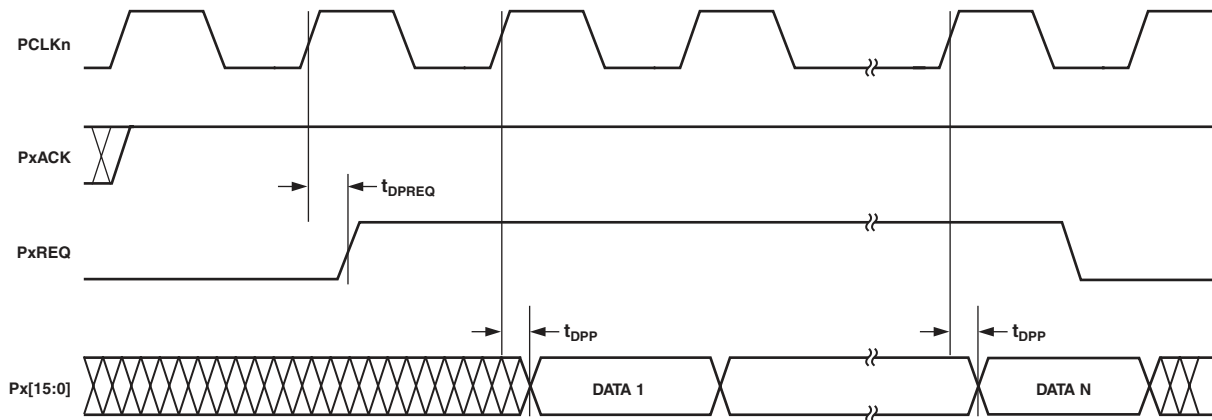 PCLKn
PxACK
tDPREQ
PxREQ
tDPP
tDPP
Px[15:0]
DATA 1
DATA N